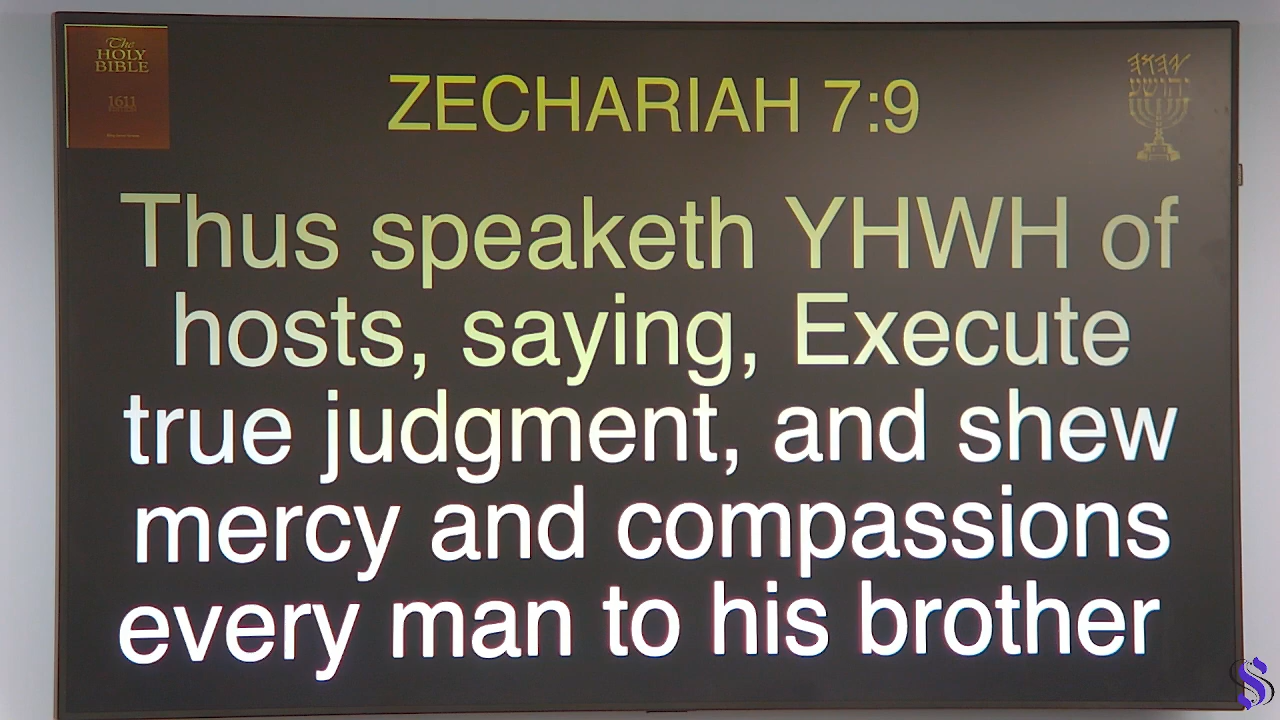 The
HOLY
BIBLE
1611
ZECHARIAH 7:9
יהושע
Thus speaketh YHWH of
hosts, saying, Execute
true judgment, and shew
mercy and compassions
every man to his brother
S